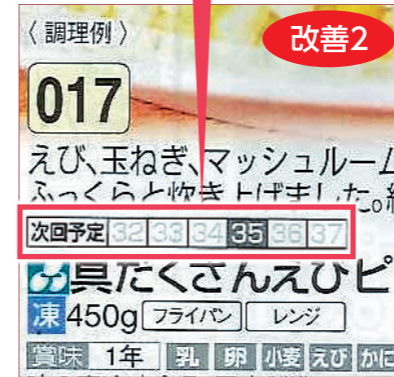 〈調理例〉
改善2
017
えび、玉ねぎ、マッシュルーム
ふっくらと炊き上げました。
次回予定 32 33 34 35 36 37
具だくさんえびピ
凍 450g フライパン レンジ
賞味 1年 乳 卵 小麦 えび かに